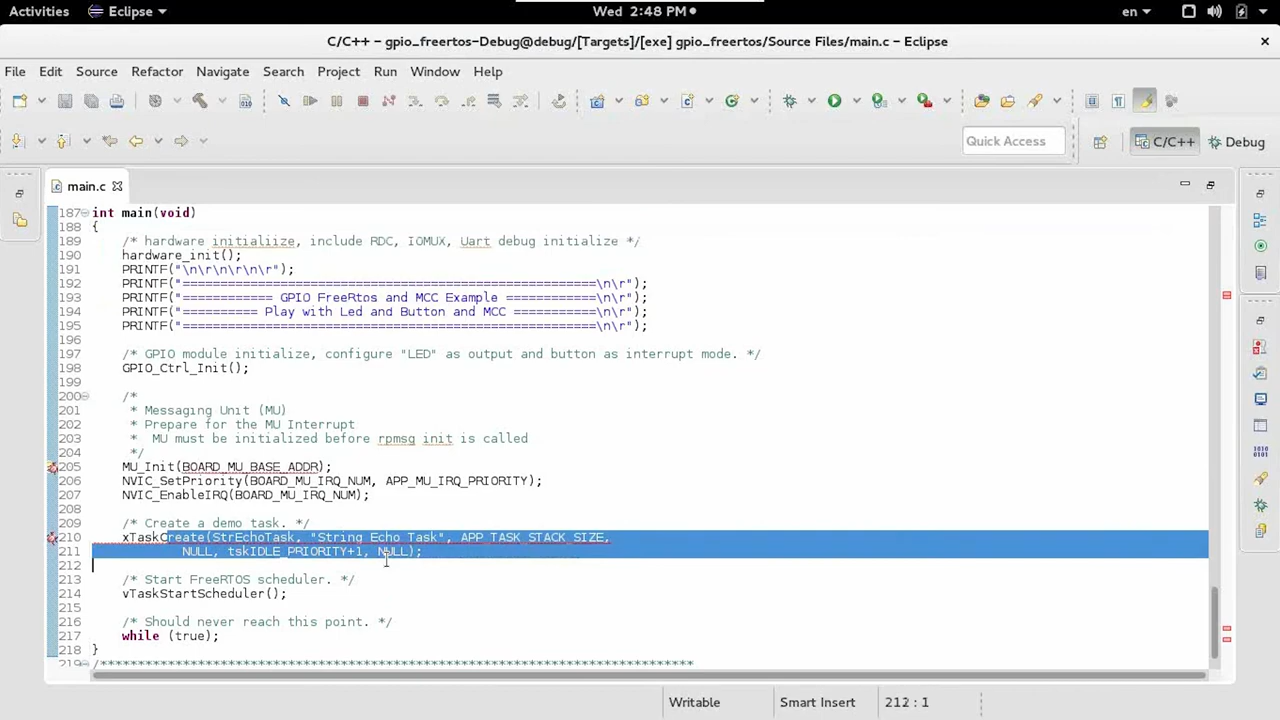 Activities
Eclipse
Wed 2:48 PM
en
C/C++ – gpio_freertos-Debug@debug/[Targets]/[exe] gpio_freertos/Source Files/main.c – Eclipse
File Edit Source Refactor Navigate Search Project Run Window Help
Quick Access
C/C++
Debug
main.c
187 int main(void)
188 {
189 /* hardware initialiize, include RDC, IOMUX, Uart debug initialize */
190 hardware_init();
191 PRINTF("\n\r\n\r\n\r");
192 PRINTF("=======================================================\n\r");
193 PRINTF("============ GPIO FreeRtos and MCC Example ============\n\r");
194 PRINTF("========== Play with Led and Button and MCC ===========\n\r");
195 PRINTF("=======================================================\n\r");
196
197 /* GPIO module initialize, configure "LED" as output and button as interrupt mode. */
198 GPIO_Ctrl_Init();
199
200 /*
201 * Messaging Unit (MU)
202 * Prepare for the MU Interrupt
203 * MU must be initialized before rpmsg init is called
204 */
205 MU_Init(BOARD_MU_BASE_ADDR);
206 NVIC_SetPriority(BOARD_MU_IRQ_NUM, APP_MU_IRQ_PRIORITY);
207 NVIC_EnableIRQ(BOARD_MU_IRQ_NUM);
208
209 /* Create a demo task. */
210 xTaskCreate(StrEchoTask, "String Echo Task", APP_TASK_STACK_SIZE,
211 NULL, tskIDLE_PRIORITY+1, NULL);
212
213 /* Start FreeRTOS scheduler. */
214 vTaskStartScheduler();
215
216 /* Should never reach this point. */
217 while (true);
218 }
219 /*******************************************************************************
Writable
Smart Insert
212 : 1